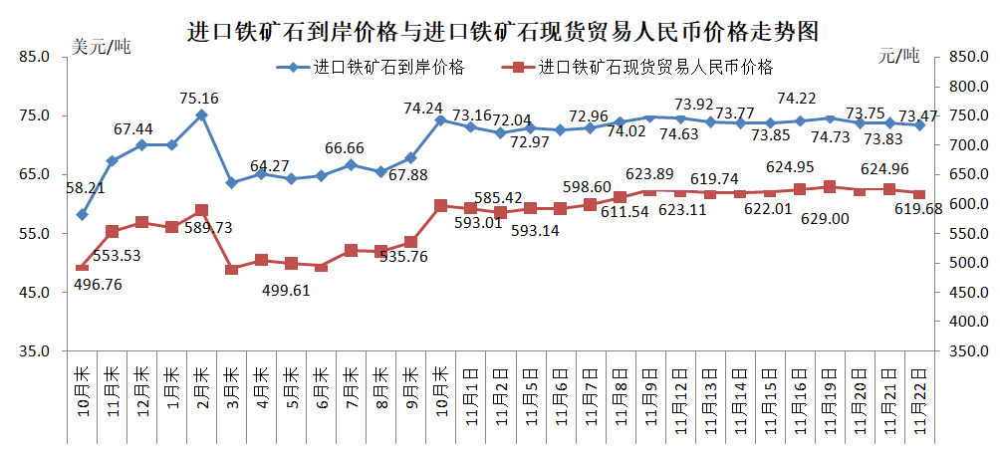 进口铁矿石到岸价格与进口铁矿石现货贸易人民币价格走势图
美元/吨
元/吨
进口铁矿石到岸价格
进口铁矿石现货贸易人民币价格
85.0
75.0
65.0
55.0
45.0
35.0
850.0
800.0
750.0
700.0
650.0
600.0
550.0
500.0
450.0
400.0
350.0
58.21
67.44
75.16
64.27
66.66
67.88
74.24
73.16
72.04
72.97
72.96
74.02
74.63
73.92
73.77
73.85
74.22
74.73
73.75
73.83
73.47
496.76
553.53
589.73
499.61
535.76
593.01
585.42
593.14
598.60
611.54
623.89
623.11
619.74
622.01
624.95
629.00
624.96
619.68
10月末
11月末
12月末
1月末
2月末
3月末
4月末
5月末
6月末
7月末
8月末
9月末
10月末
11月1日
11月2日
11月5日
11月6日
11月7日
11月8日
11月9日
11月12日
11月13日
11月14日
11月15日
11月16日
11月19日
11月20日
11月21日
11月22日